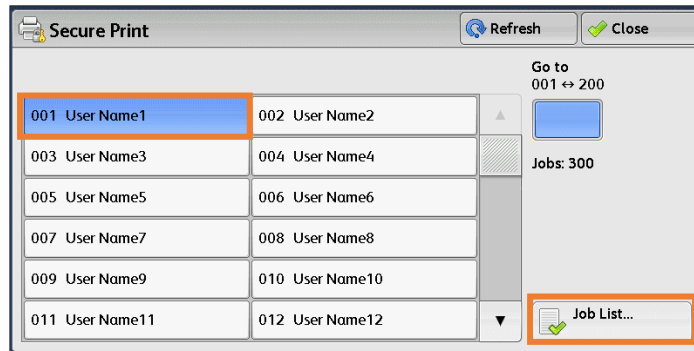 Secure Print
Refresh
Close
Go to
001 ↔ 200
001 User Name1
002 User Name2
003 User Name3
004 User Name4
Jobs: 300
005 User Name5
006 User Name6
007 User Name7
008 User Name8
009 User Name9
010 User Name10
011 User Name11
012 User Name12
Job List...